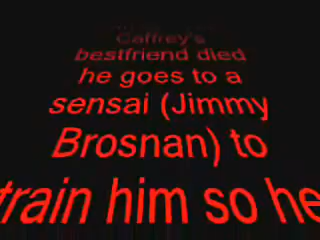 Caffrey's
bestfriend died
he goes to a
sensai (Jimmy
Brosnan) to
train him so he